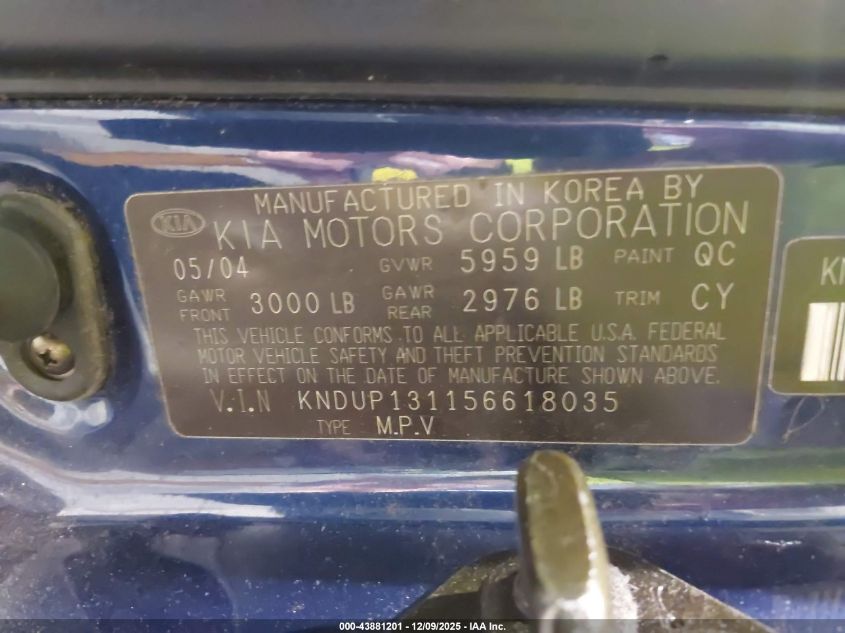 MANUFACTURED IN KOREA BY
KIA KIA MOTORS CORPORATION
05/04 GVWR 5959 LB PAINT QC
GAWR FRONT 3000 LB GAWR REAR 2976 LB TRIM CY
THIS VEHICLE CONFORMS TO ALL APPLICABLE U.S.A. FEDERAL
MOTOR VEHICLE SAFETY AND THEFT PREVENTION STANDARDS
IN EFFECT ON THE DATE OF MANUFACTURE SHOWN ABOVE.
V.I.N KNDUP131156618035
TYPE M.P.V
000-43881201 - 12/09/2025 - IAA Inc.